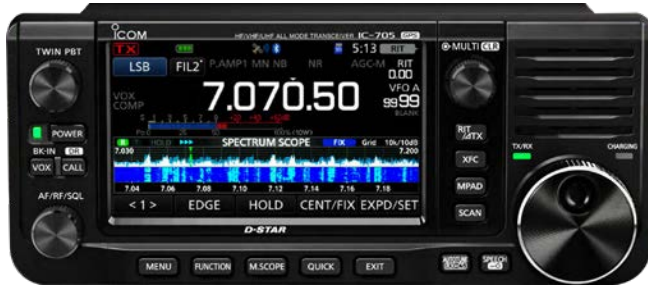 ICOM
HF/VHF/UHF ALL MODE TRANSCEIVER IC-705 GPS
TWIN PBT
TX
5:13
RIT
MULTI CLR
LSB
FIL2
P.AMP1 MN NB
NR
AGC-M
RIT
0.00
VOX
COMP
7.070.50
VFO A
9999
BLANK
POWER
BK-IN
VOX
CALL
HOLD
SPECTRUM SCOPE
FIX
Grid
10k/10dB
7.030
7.200
7.04
7.06
7.08
7.10
7.12
7.14
7.16
7.18
<1>
EDGE
HOLD
CENT/FIX
EXPD/SET
AF/RF/SQL
RIT
XFC
MPAD
SCAN
TX/RX
CHARGING
D-STAR
MENU
FUNCTION
M.SCOPE
QUICK
EXIT
SPEECH